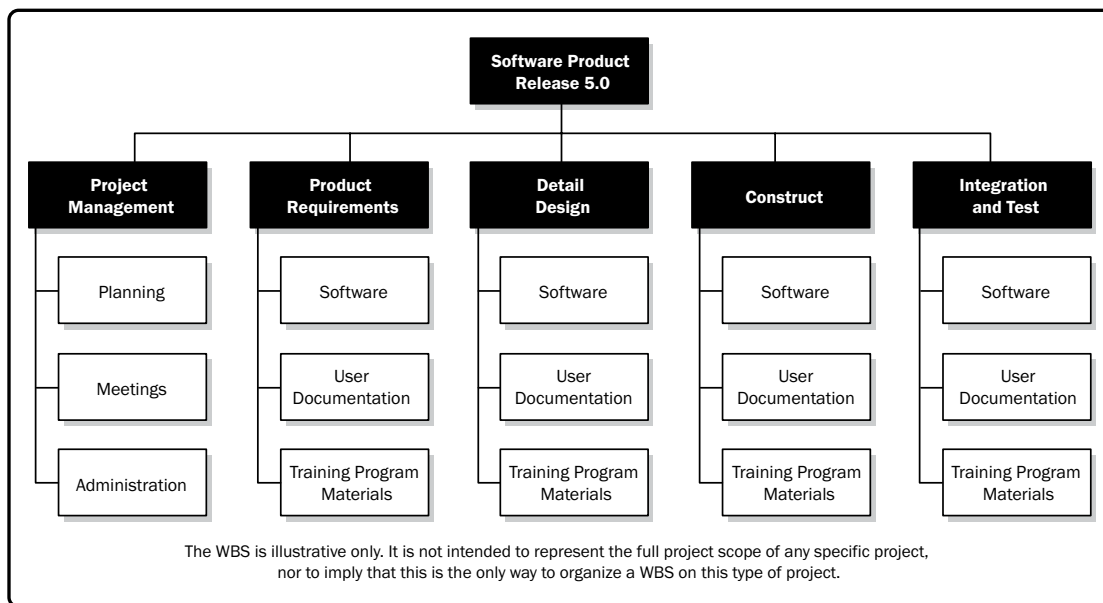 Software Product
Release 5.0
Project
Management
Product
Requirements
Detail
Design
Construct
Integration
and Test
Planning
Software
Software
Software
Software
Meetings
User
Documentation
User
Documentation
User
Documentation
User
Documentation
Administration
Training Program
Materials
Training Program
Materials
Training Program
Materials
Training Program
Materials
The WBS is illustrative only. It is not intended to represent the full project scope of any specific project,
nor to imply that this is the only way to organize a WBS on this type of project.